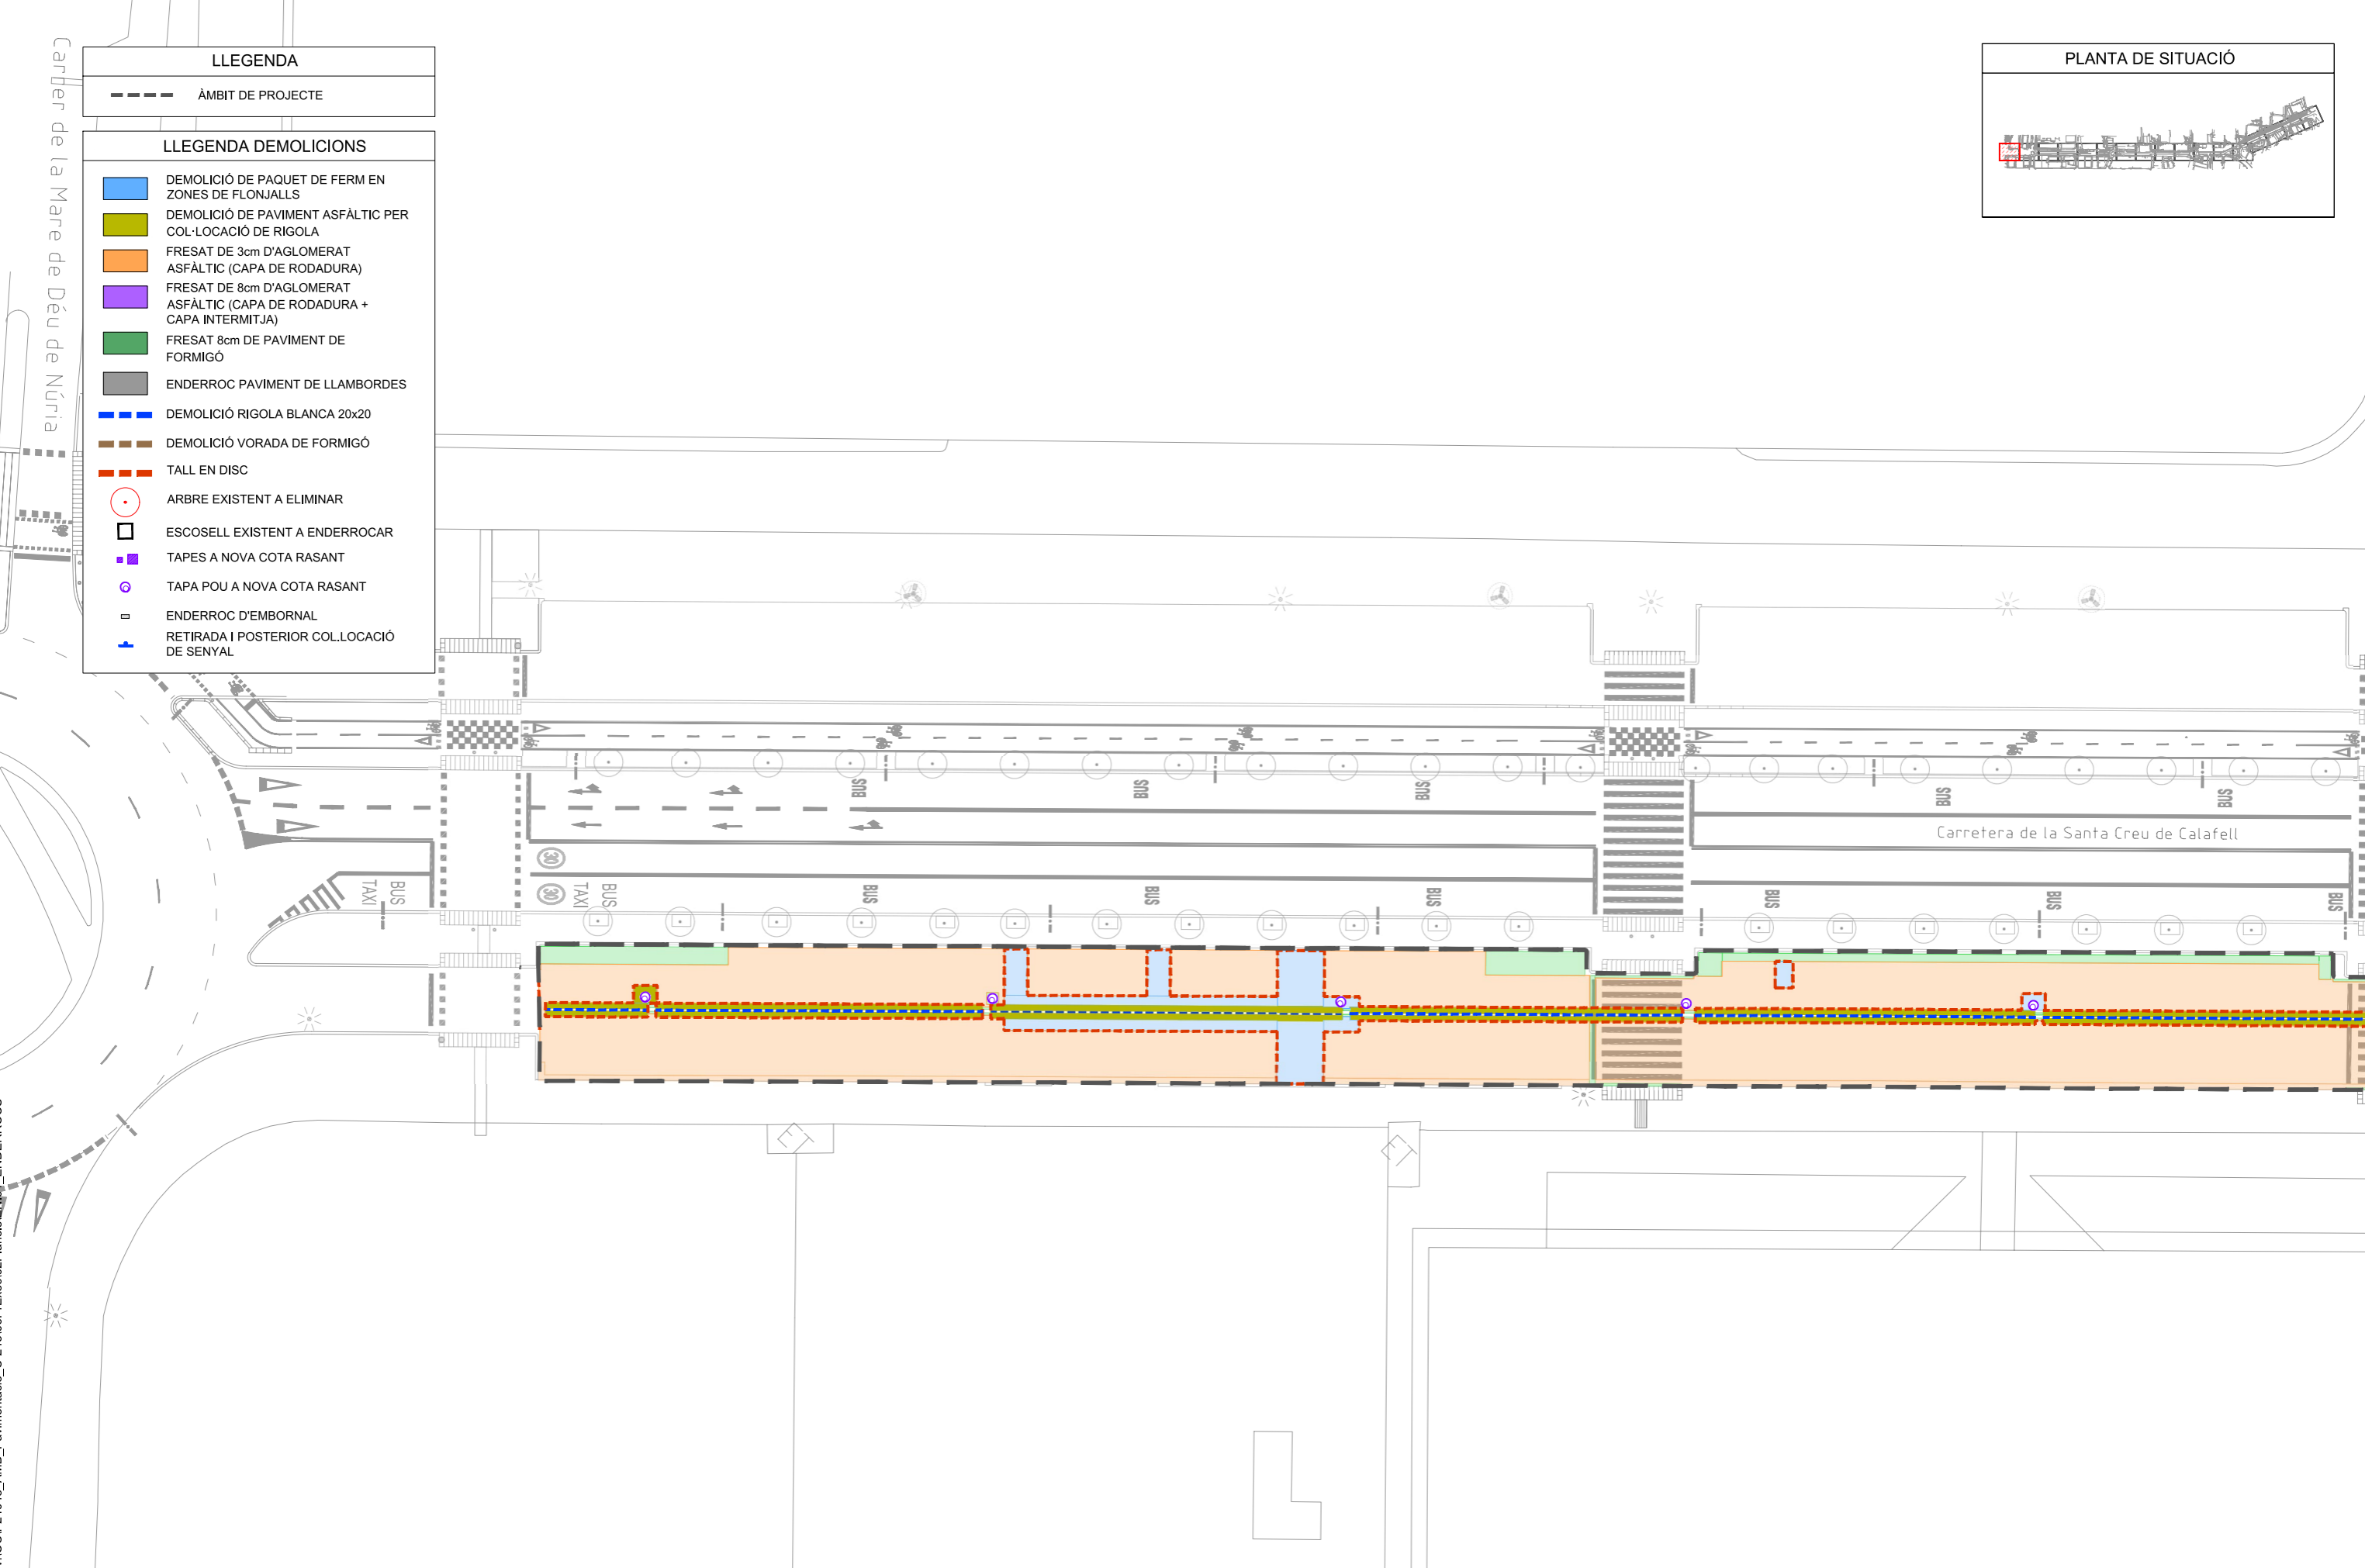 LLEGENDA
ÀMBIT DE PROJECTE
LLEGENDA DEMOLICIONS
DEMOLICIÓ DE PAQUET DE FERM EN
ZONES DE FLONJALLS
DEMOLICIÓ DE PAVIMENT ASFÀLTIC PER
COL·LOCACIÓ DE RIGOLA
FRESAT DE 3cm D'AGLOMERAT
ASFÀLTIC (CAPA DE RODADURA)
FRESAT DE 8cm D'AGLOMERAT
ASFÀLTIC (CAPA DE RODADURA +
CAPA INTERMITJA)
FRESAT 8cm DE PAVIMENT DE
FORMIGÓ
ENDERROC PAVIMENT DE LLAMBORDES
DEMOLICIÓ RIGOLA BLANCA 20x20
DEMOLICIÓ VORADA DE FORMIGÓ
TALL EN DISC
ARBRE EXISTENT A ELIMINAR
ESCOSELL EXISTENT A ENDERROCAR
TAPES A NOVA COTA RASANT
TAPA POU A NOVA COTA RASANT
ENDERROC D'EMBORNAL
RETIRADA I POSTERIOR COL.LOCACIÓ
DE SENYAL
PLANTA DE SITUACIÓ
Carrer de la Mare de Déu de Núria
BUS
BUS
BUS
BUS
BUS
Carretera de la Santa Creu de Calafell
30
30
BUS
TAXI
BUS
TAXI
BUS
BUS
BUS
BUS
BUS
BUS
ET
ET